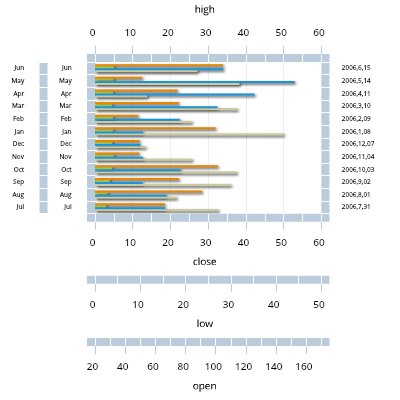 high
0 10 20 30 40 50 60
Jun Jun 2006,6,15
May May 2006,5,14
Apr Apr 2006,4,11
Mar Mar 2006,3,10
Feb Feb 2006,2,09
Jan Jan 2006,1,08
Dec Dec 2006,12,07
Nov Nov 2006,11,04
Oct Oct 2006,10,03
Sep Sep 2006,9,02
Aug Aug 2006,8,01
Jul Jul 2006,7,31
0 10 20 30 40 50 60
close
0 10 20 30 40 50
low
20 40 60 80 100 120 140 160
open